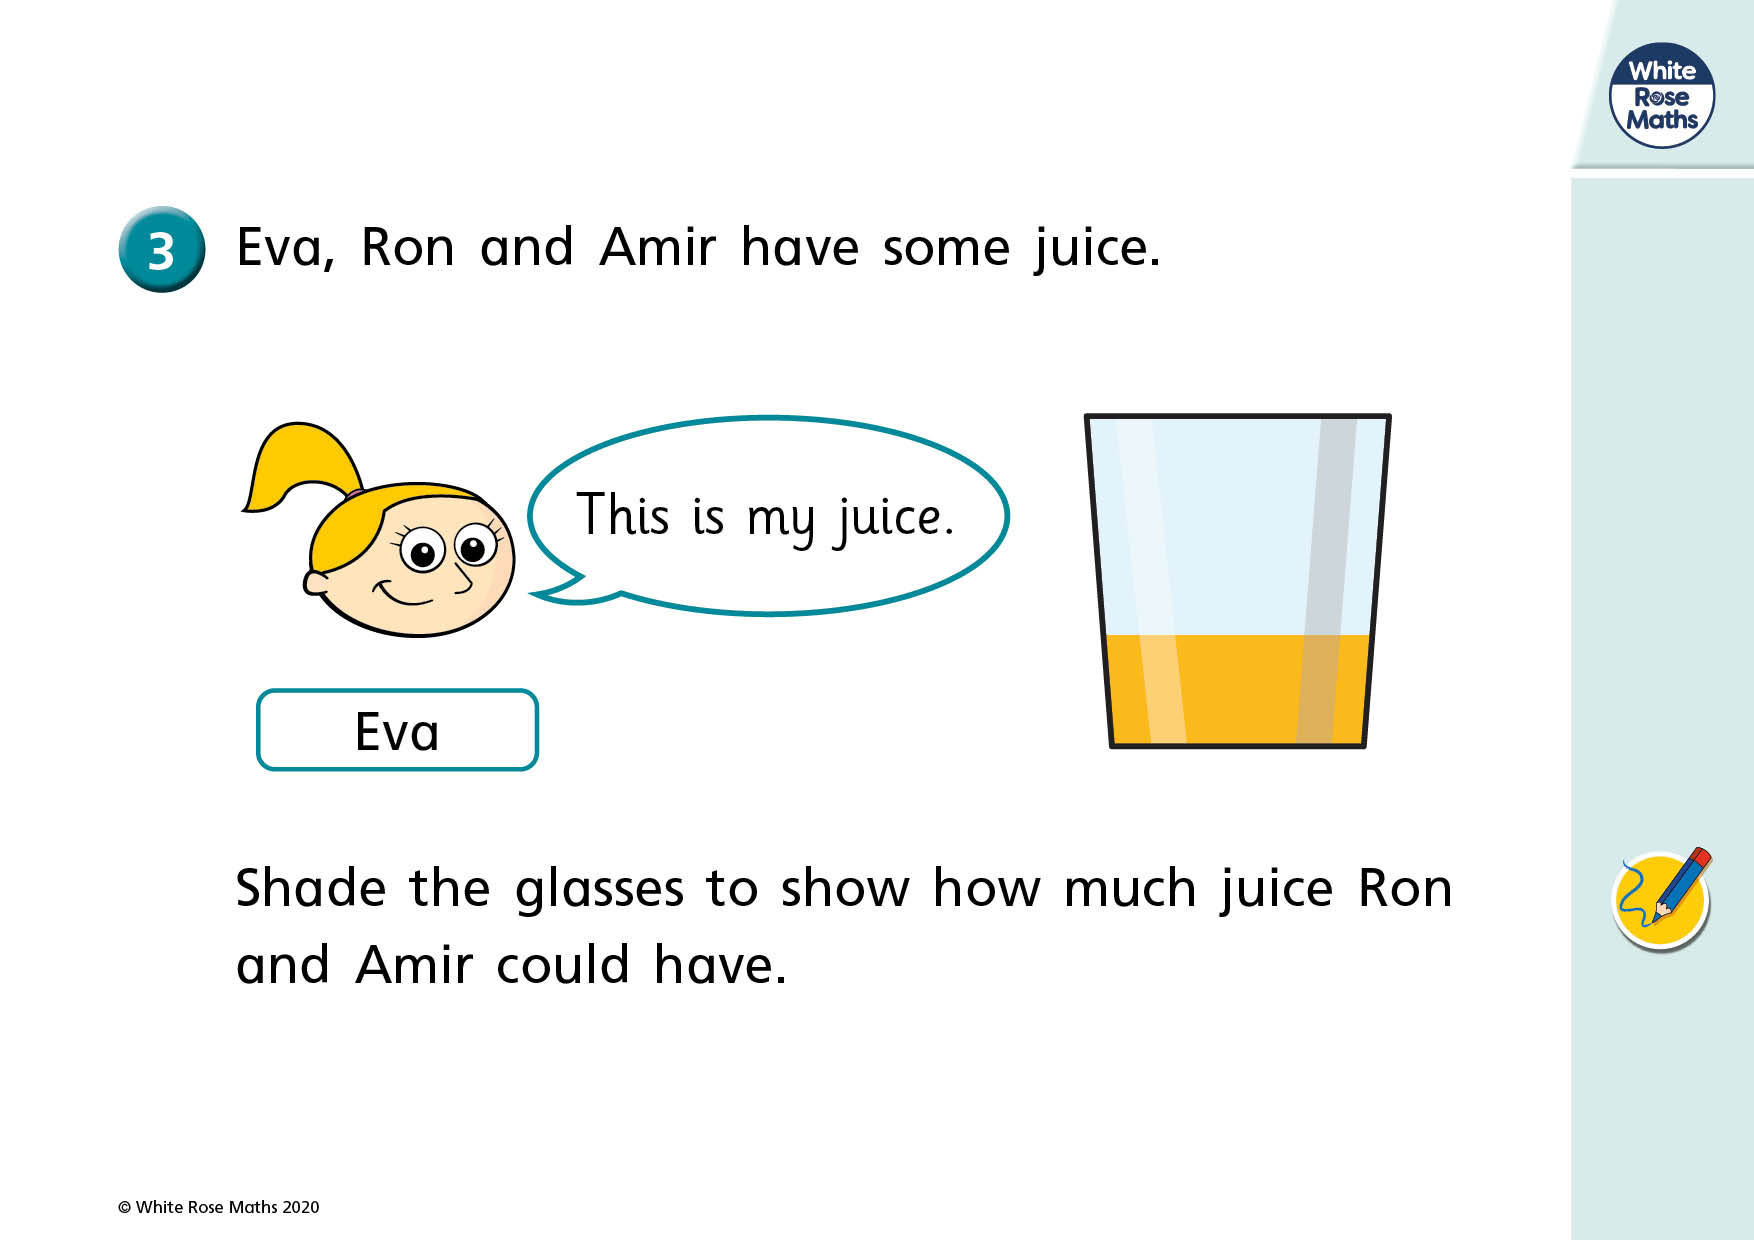 White
Rose
Maths
3 Eva, Ron and Amir have some juice.
This is my juice.
Eva
Shade the glasses to show how much juice Ron
and Amir could have.
© White Rose Maths 2020